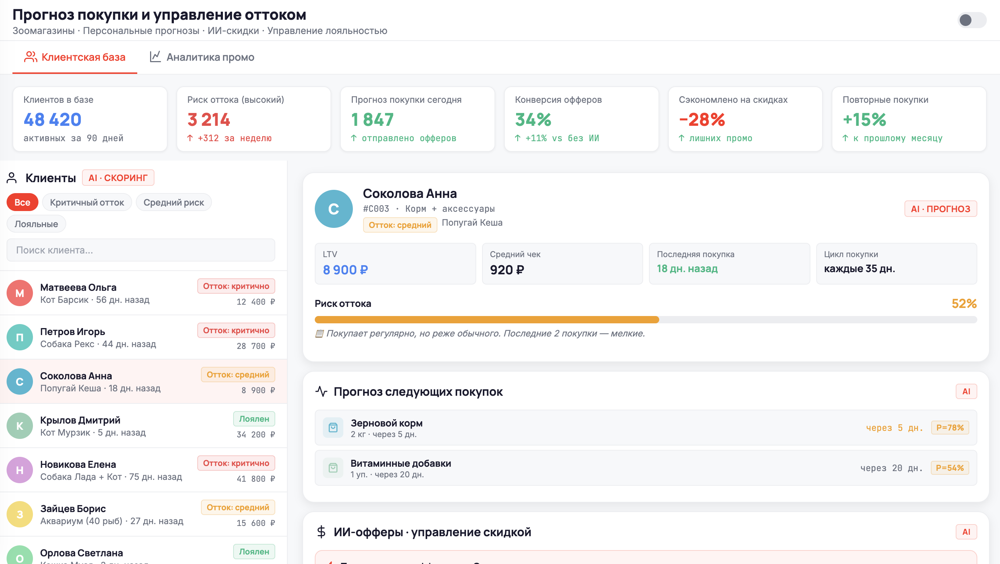 Прогноз покупки и управление оттоком
Зоомагазины · Персональные прогнозы · ИИ-скидки · Управление лояльностью
Клиентская база
Аналитика промо
Клиентов в базе
48 420
активных за 90 дней
Риск оттока (высокий)
3 214
↑ +312 за неделю
Прогноз покупки сегодня
1 847
↑ отправлено офферов
Конверсия офферов
34%
↑ +11% vs без ИИ
Сэкономлено на скидках
−28%
↑ лишних промо
Повторные покупки
+15%
↑ к прошлому месяцу
Клиенты
AI · СКОРИНГ
Все
Критичный отток
Средний риск
Лояльные
Поиск клиента...
М
Матвеева Ольга
Отток: критично
Кот Барсик · 56 дн. назад
12 400 ₽
П
Петров Игорь
Отток: критично
Собака Рекс · 44 дн. назад
28 700 ₽
С
Соколова Анна
Отток: средний
Попугай Кеша · 18 дн. назад
8 900 ₽
К
Крылов Дмитрий
Лоялен
Кот Мурзик · 5 дн. назад
34 200 ₽
Н
Новикова Елена
Отток: критично
Собака Лада + Кот · 75 дн. назад
41 800 ₽
З
Зайцев Борис
Отток: средний
Аквариум (40 рыб) · 27 дн. назад
15 600 ₽
О
Орлова Светлана
Лоялен
С
Соколова Анна
#C003 · Корм + аксессуары
Отток: средний
Попугай Кеша
AI · ПРОГНОЗ
LTV
8 900 ₽
Средний чек
920 ₽
Последняя покупка
18 дн. назад
Цикл покупки
каждые 35 дн.
Риск оттока
52%
📋 Покупает регулярно, но реже обычного. Последние 2 покупки — мелкие.
Прогноз следующих покупок
AI
Зерновой корм
2 кг · через 5 дн.
через 5 дн.
P=78%
Витаминные добавки
1 уп. · через 20 дн.
через 20 дн.
P=54%
ИИ-офферы · управление скидкой
AI